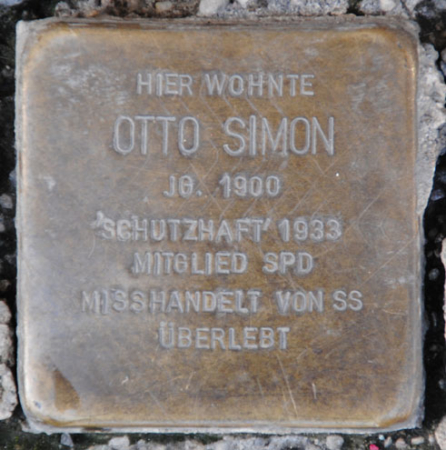 HIER WOHNTE
OTTO SIMON
JG. 1900
'SCHUTZHAFT' 1933
MITGLIED SPD
MISSHANDELT VON SS
ÜBERLEBT